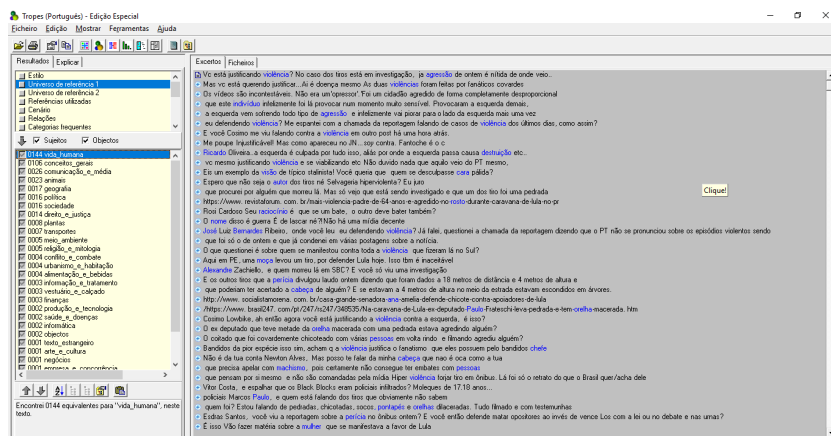 Tropes (Português) - Edição Especial
Ficheiro Edição Mostrar Ferramentas Ajuda
Resultados Explicar
Estilo
Universo de referência 1
Universo de referência 2
Referências utilizadas
Cenário
Relações
Categorias frequentes
Sujeitos Objectos
0144 vida_humana
0106 conceitos_gerais
0026 comunicação_e_média
0023 animais
0017 geografia
0016 política
0016 sociedade
0014 direito_e_justiça
0008 plantas
0007 transportes
0005 meio_ambiente
0005 religião_e_mitologia
0004 conflito_e_combate
0004 urbanismo_e_habitação
0004 alimentação_e_bebidas
0003 informação_e_tratamento
0003 vestuário_e_calçado
0003 finanças
0002 produção_e_tecnologia
0002 saúde_e_doenças
0002 informática
0002 objectos
0001 texto_estrangeiro
0001 arte_e_cultura
0001 negócios
0001 empresa_e_concorrência
Encontrei 0144 equivalentes para "vida_humana", neste
texto.
Excertos Ficheiros
Vc está justificando violência? No caso dos tiros está em investigação, ja agressão de ontem é nítida de onde veio..
Mas vc está querendo justificar...Aí é doença mesmo As duas violências foram feitas por fanáticos covardes
Os vídeos são incontestáveis. Não era um'opressor'.'Foi um cidadão agredido de forma completamente desproporcional
que este indivíduo infelizmente foi lá provocar num momento muito sensível. Provocaram a esquerda demais,
a esquerda vem sofrendo todo tipo de agressão e infelizmente vai piorar para o lado da esquerda mais uma vez
eu defendendo violência? Me espantei com a chamada da reportagem falando de casos de violência dos últimos dias, como assim?
E você Cosimo me viu falando contra a violência em outro post há uma hora atrás.
Me poupe Injustificável! Mas como apareceu no JN... soy contra. Fantoche é o c
Ricardo Oliveira..a esquerda é culpada por tudo isso, aliás por onde a esquerda passa causa destruição etc..
vc mesmo justificando violência e se viabilizando etc Não duvido nada que aquilo veio do PT mesmo,
Eis um exemplo da visão de típico stalinista! Você queria que quem se desculpasse cara pálida?
Espero que não seja o autor dos tiros né Selvageria hiperviolenta? Eu juro
que procurei por alguém que morreu lá. Mas só vejo que está sendo investigado e que um dos tiro foi uma pedrada
https://www. revistaforum. com. br/mais-violencia-padre-de-64-anos-e-agredido-no-rosto-durante-caravana-de-lula-no-pr
Roni Cardoso Seu raciocínio é que se um bate, o outro deve bater também?
O nome disso é guerra É de lascar né?!Não há uma mídia decente
José Luiz Bernardes Ribeiro, onde você leu eu defendendo violência? Já falei, questionei a chamada da reportagem dizendo que o PT não se pronunciou sobre os episódios violentos sendo
que foi só o de ontem e que já condenei em várias postagens sobre a notícia.
O que questionei é sobre quem se manifestou contra toda a violência que fizeram lá no Sul?
Aqui em PE, uma moça levou um tiro, por defender Lula hoje. Isso tbm é inaceitável
Alexandre Zachiello, e quem morreu lá em SBC? E você só viu uma investigação
E os outros tiros que a perícia divulgou laudo ontem dizendo que foram dados a 18 metros de distância e 4 metros de altura e
que poderiam ter acertado a cabeça de alguém? E se estavam a 4 metros de altura no meio da estrada estavam escondidos em árvores.
http://www. socialistamorena. com. br/casa-grande-senadora-ana-amelia-defende-chicote-contra-apoiadores-de-lula
/https://www. brasil247. com/pt/247/rs247/348535/Na-caravana-de-Lula-ex-deputado-Paulo-Frateschi-leva-pedrada-e-tem-orelha-macerada. htm
Cosimo Lowbike, ah então agora você está justificando a violência contra a esquerda, é isso?
O ex deputado que teve metade da orelha macerada com uma pedrada estava agredindo alguém?
O coitado que foi covardemente chicoteado com várias pessoas em volta rindo e filmando agrediu alguém?
Bandidos da pior espécie isso sim, acham q a violência justifica o fanatismo que eles possuem pelo bandidos chefe
Não é da tua conta Newton Alves, Mas posso te falar da minha cabeça que nao é oca como a tua
que precisa apelar com machismo, pois certamente não consegue ter embates com pessoas
que pensam por si mesmo e não são comandadas pela mídia Hiper violência forjar tiro em ônibus. Lá foi só o retrato do que o Brasil quer/acha dele
Vitor Costa, e espalhar que os Black Blocks eram policiais infiltrados? Moleques de 17.18 anos...
policiais Marcos Paulo, e quem está falando dos tiros que obviamente não sabem
quem foi? Estou falando de pedradas, chicotadas, socos, pontapés e orelhas dilaceradas. Tudo filmado e com testemunhas
Esdras Santos, você viu a reportagem sobre a perícia no ônibus ontem? E você então defende matar opositores ao invés de vence Los com a lei ou no debate e nas urnas?
É isso Vão fazer matéria sobre a mulher que se manifestava a favor de Lula
Clique!